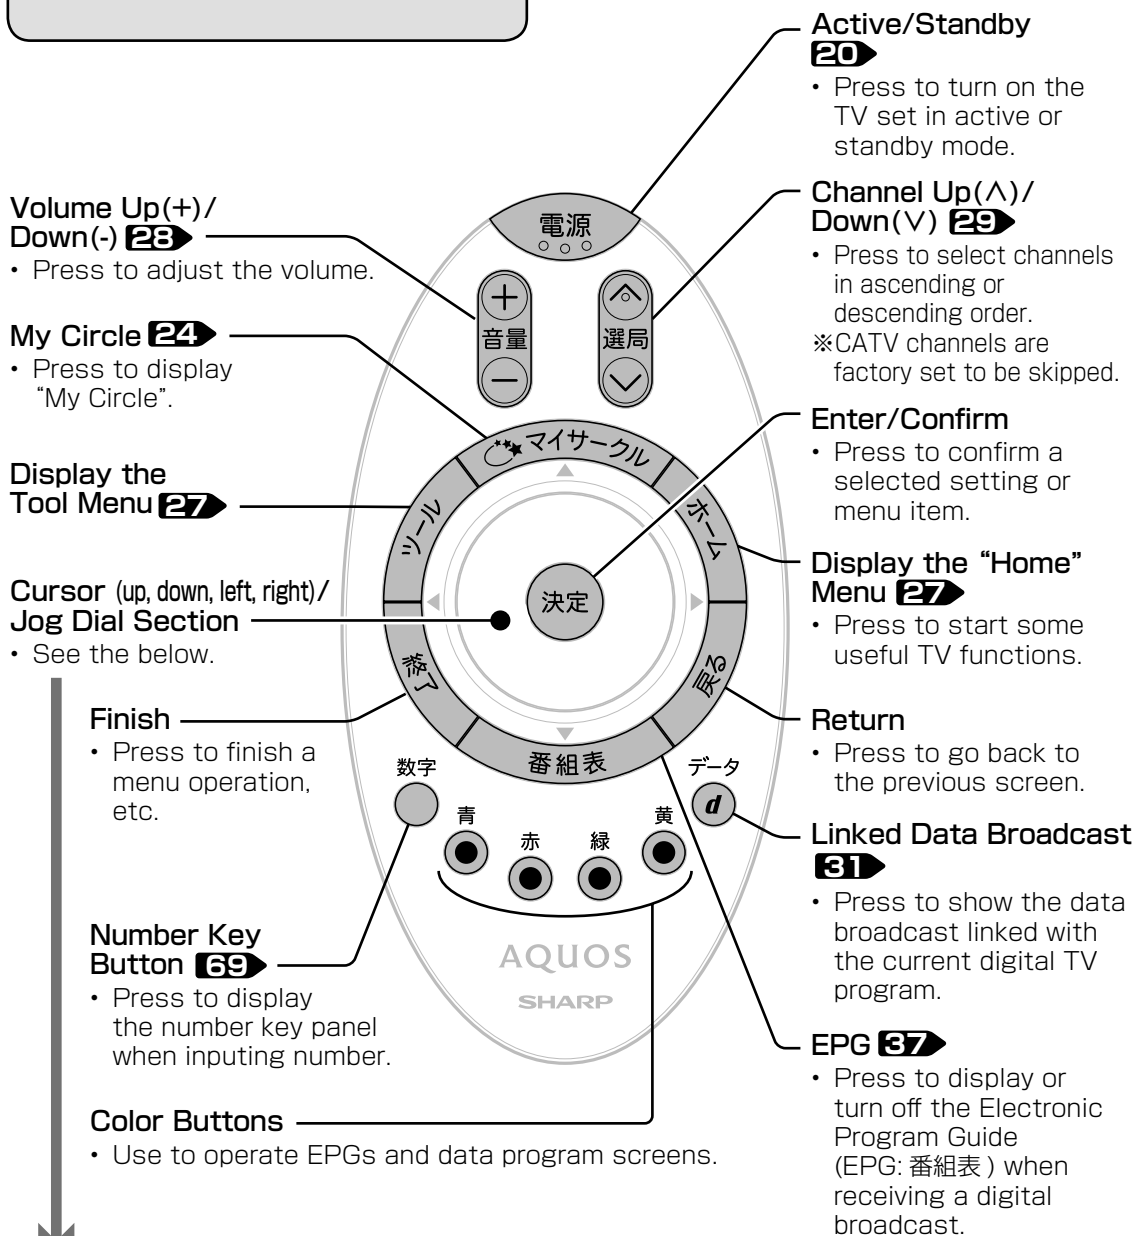 Active/Standby
20
• Press to turn on the
TV set in active or
standby mode.
Volume Up(+)/
Down(-) 28
• Press to adjust the volume.
My Circle 24
• Press to display
“My Circle”.
Display the
Tool Menu 27
Cursor (up, down, left, right)/
Jog Dial Section
• See the below.
Finish
• Press to finish a
menu operation,
etc.
Number Key
Button 69
• Press to display
the number key panel
when inputing number.
Color Buttons
• Use to operate EPGs and data program screens.
電源
+
音量
−
∧
選局
∨
マイサークル
ツール
ホーム
決定
終了
戻る
番組表
数字
データ
d
青
赤
緑
黄
AQUOS
SHARP
Channel Up(∧)/
Down(∨) 29
• Press to select channels
in ascending or
descending order.
※CATV channels are
factory set to be skipped.
Enter/Confirm
• Press to confirm a
selected setting or
menu item.
Display the “Home”
Menu 27
• Press to start some
useful TV functions.
Return
• Press to go back to
the previous screen.
Linked Data Broadcast
31
• Press to show the data
broadcast linked with
the current digital TV
program.
EPG 37
• Press to display or
turn off the Electronic
Program Guide
(EPG: 番組表) when
receiving a digital
broadcast.